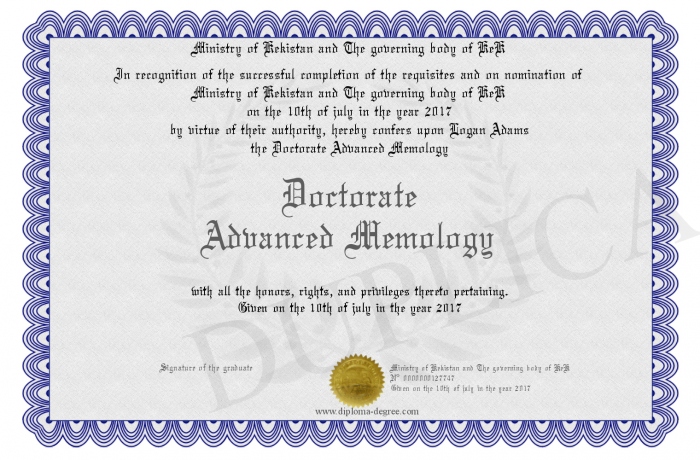 Ministry of Kekistan and The governing body of KeK
In recognition of the successful completion of the requisites and on nomination of
Ministry of Kekistan and The governing body of KeK
on the 10th of july in the year 2017
by virtue of their authority, hereby confers upon Logan Adams
the Doctorate Advanced Memology
Doctorate
Advanced Memology
DUPLICA
with all the honors, rights, and privileges thereto pertaining.
Given on the 10th of july in the year 2017
Signature of the graduate
Ministry of Kekistan and The governing body of KeK
N° 0000000127747
Given on the 10th of july in the year 2017
www.diploma-degree.com